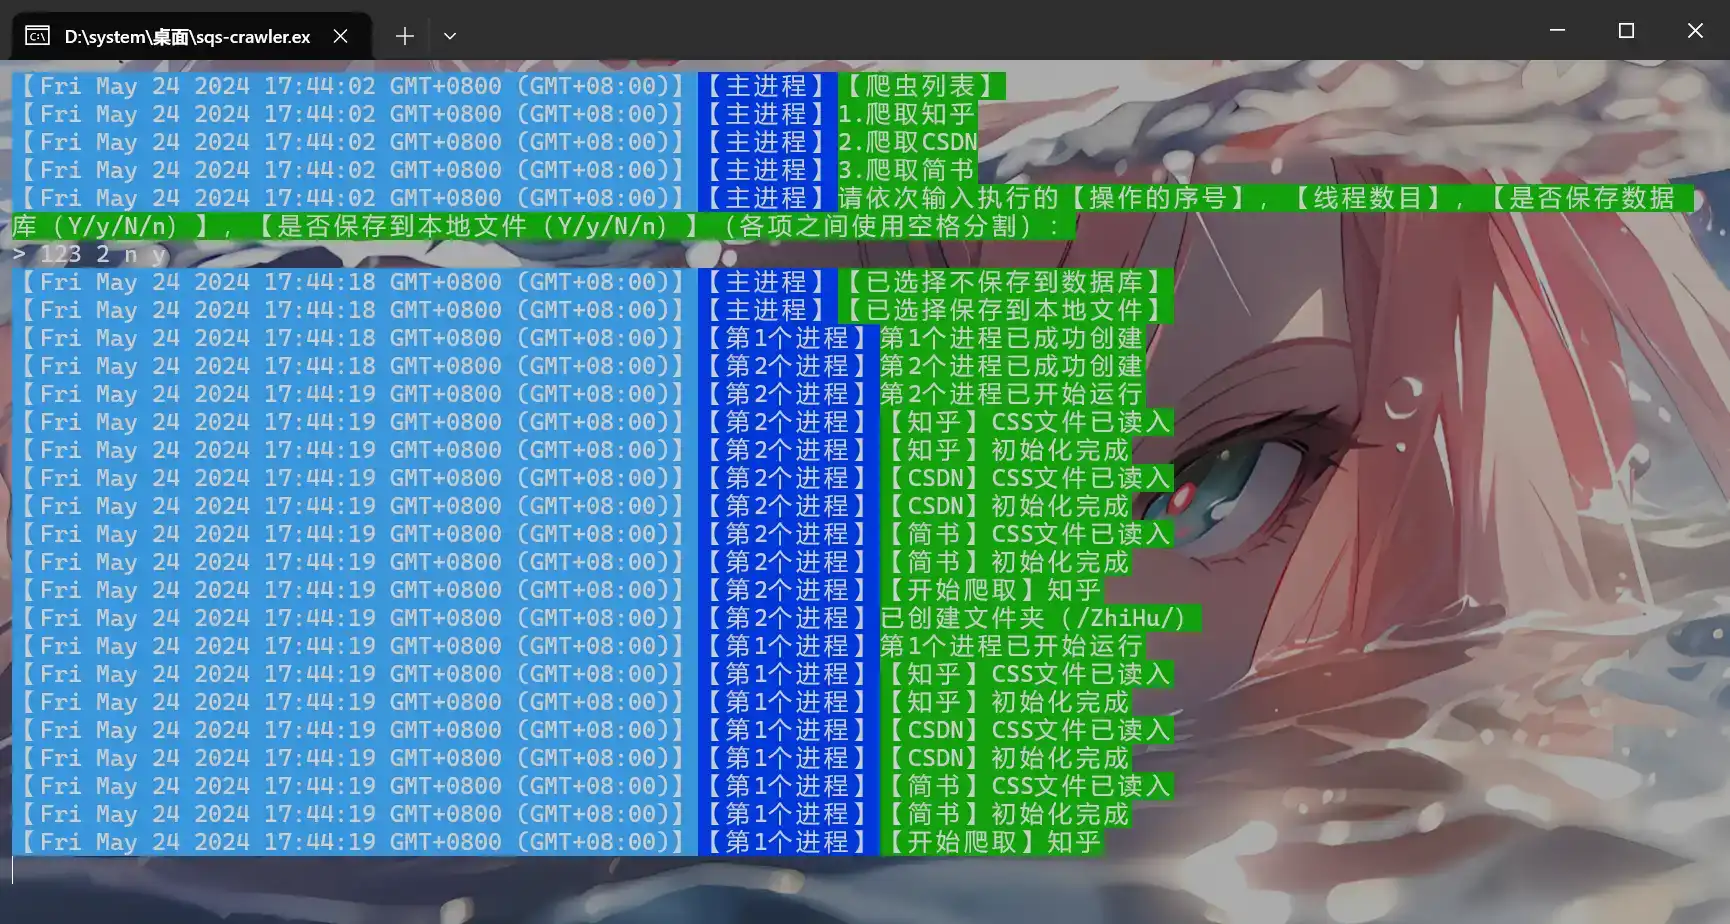 D:\system\桌面\sqs-crawler.ex
【Fri May 24 2024 17:44:02 GMT+0800 (GMT+08:00)】【主进程】【爬虫列表】
【Fri May 24 2024 17:44:02 GMT+0800 (GMT+08:00)】【主进程】1.爬取知乎
【Fri May 24 2024 17:44:02 GMT+0800 (GMT+08:00)】【主进程】2.爬取CSDN
【Fri May 24 2024 17:44:02 GMT+0800 (GMT+08:00)】【主进程】3.爬取简书
【Fri May 24 2024 17:44:02 GMT+0800 (GMT+08:00)】【主进程】请依次输入执行的【操作的序号】,【线程数目】,【是否保存数据
库(Y/y/N/n)】,【是否保存到本地文件(Y/y/N/n)】(各项之间使用空格分割):
> 123 2 n y
【Fri May 24 2024 17:44:18 GMT+0800 (GMT+08:00)】【主进程】【已选择不保存到数据库】
【Fri May 24 2024 17:44:18 GMT+0800 (GMT+08:00)】【主进程】【已选择保存到本地文件】
【Fri May 24 2024 17:44:18 GMT+0800 (GMT+08:00)】【第1个进程】第1个进程已成功创建
【Fri May 24 2024 17:44:18 GMT+0800 (GMT+08:00)】【第2个进程】第2个进程已成功创建
【Fri May 24 2024 17:44:19 GMT+0800 (GMT+08:00)】【第2个进程】第2个进程已开始运行
【Fri May 24 2024 17:44:19 GMT+0800 (GMT+08:00)】【第2个进程】【知乎】CSS文件已读入
【Fri May 24 2024 17:44:19 GMT+0800 (GMT+08:00)】【第2个进程】【知乎】初始化完成
【Fri May 24 2024 17:44:19 GMT+0800 (GMT+08:00)】【第2个进程】【CSDN】CSS文件已读入
【Fri May 24 2024 17:44:19 GMT+0800 (GMT+08:00)】【第2个进程】【CSDN】初始化完成
【Fri May 24 2024 17:44:19 GMT+0800 (GMT+08:00)】【第2个进程】【简书】CSS文件已读入
【Fri May 24 2024 17:44:19 GMT+0800 (GMT+08:00)】【第2个进程】【简书】初始化完成
【Fri May 24 2024 17:44:19 GMT+0800 (GMT+08:00)】【第2个进程】【开始爬取】知乎
【Fri May 24 2024 17:44:19 GMT+0800 (GMT+08:00)】【第2个进程】已创建文件夹(/ZhiHu/)
【Fri May 24 2024 17:44:19 GMT+0800 (GMT+08:00)】【第1个进程】第1个进程已开始运行
【Fri May 24 2024 17:44:19 GMT+0800 (GMT+08:00)】【第1个进程】【知乎】CSS文件已读入
【Fri May 24 2024 17:44:19 GMT+0800 (GMT+08:00)】【第1个进程】【知乎】初始化完成
【Fri May 24 2024 17:44:19 GMT+0800 (GMT+08:00)】【第1个进程】【CSDN】CSS文件已读入
【Fri May 24 2024 17:44:19 GMT+0800 (GMT+08:00)】【第1个进程】【CSDN】初始化完成
【Fri May 24 2024 17:44:19 GMT+0800 (GMT+08:00)】【第1个进程】【简书】CSS文件已读入
【Fri May 24 2024 17:44:19 GMT+0800 (GMT+08:00)】【第1个进程】【简书】初始化完成
【Fri May 24 2024 17:44:19 GMT+0800 (GMT+08:00)】【第1个进程】【开始爬取】知乎